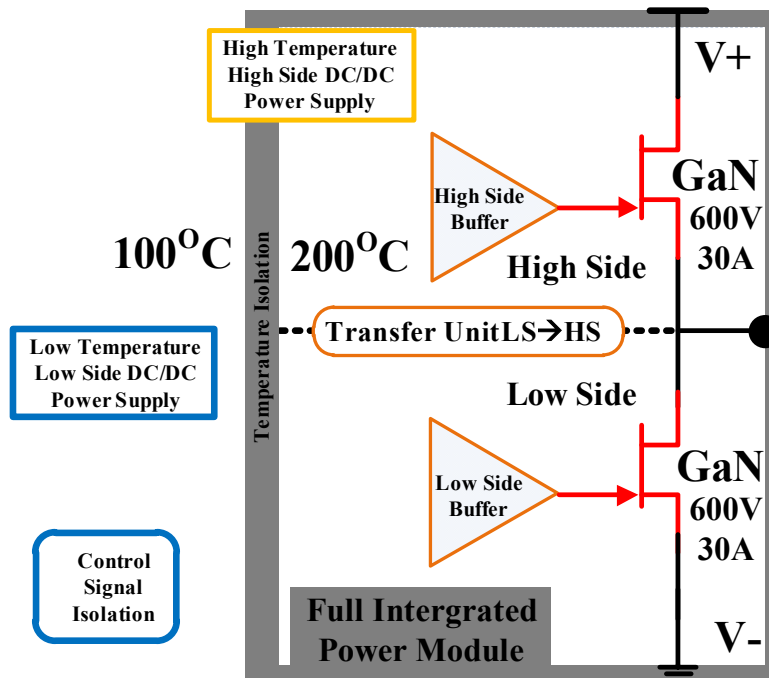 High Temperature
High Side DC/DC
Power Supply
V+
High Side
Buffer
GaN
600V
30A
100°C
200°C
High Side
Temperature Isolation
Transfer UnitLS→HS
Low Temperature
Low Side DC/DC
Power Supply
Low Side
Low Side
Buffer
GaN
600V
30A
Control
Signal
Isolation
Full Intergrated
Power Module
V-